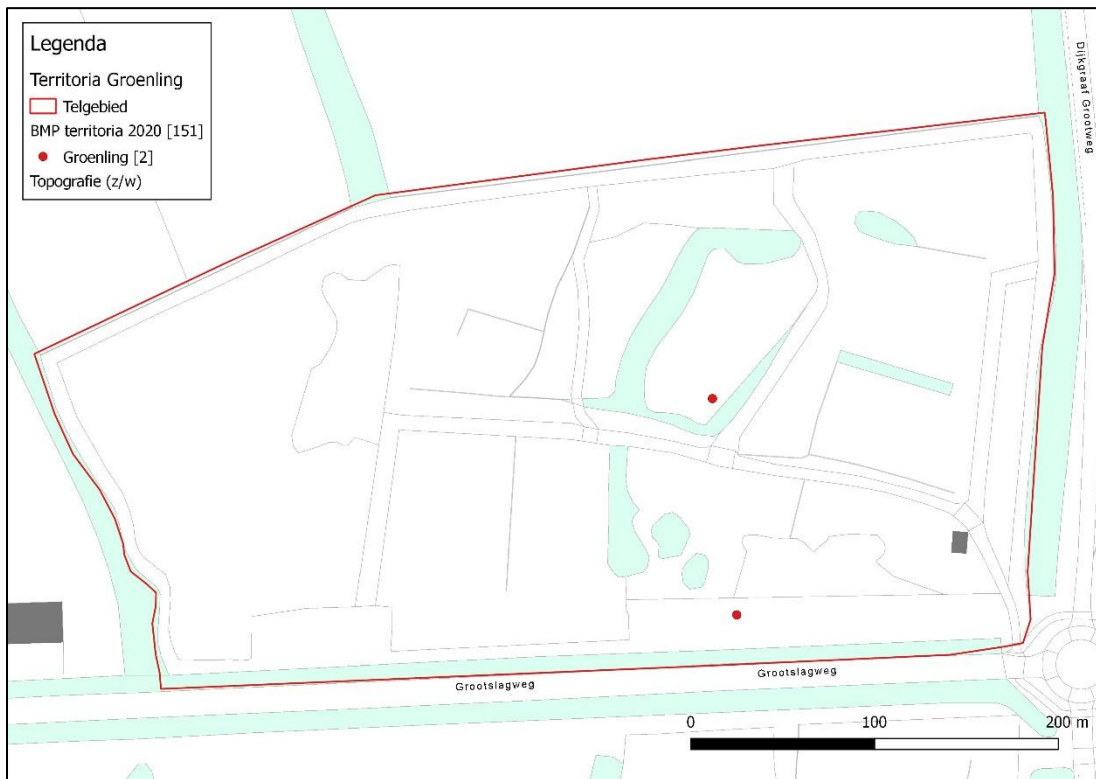 Legenda
Territoria Groenling
Telgebied
BMP territoria 2020 [151]
Groenling [2]
Topografie (z/w)
Dijkgraaf Grootweg
Grootslagweg
Grootslagweg
0 100 200 m